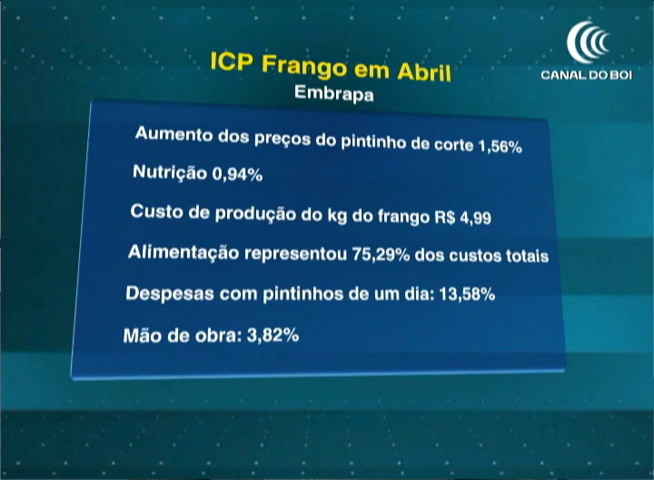 ICP Frango em Abril
Embrapa
CANAL DO BOI
Aumento dos preços do pintinho de corte 1,56%
Nutrição 0,94%
Custo de produção do kg do frango R$ 4,99
Alimentação representou 75,29% dos custos totais
Despesas com pintinhos de um dia: 13,58%
Mão de obra: 3,82%